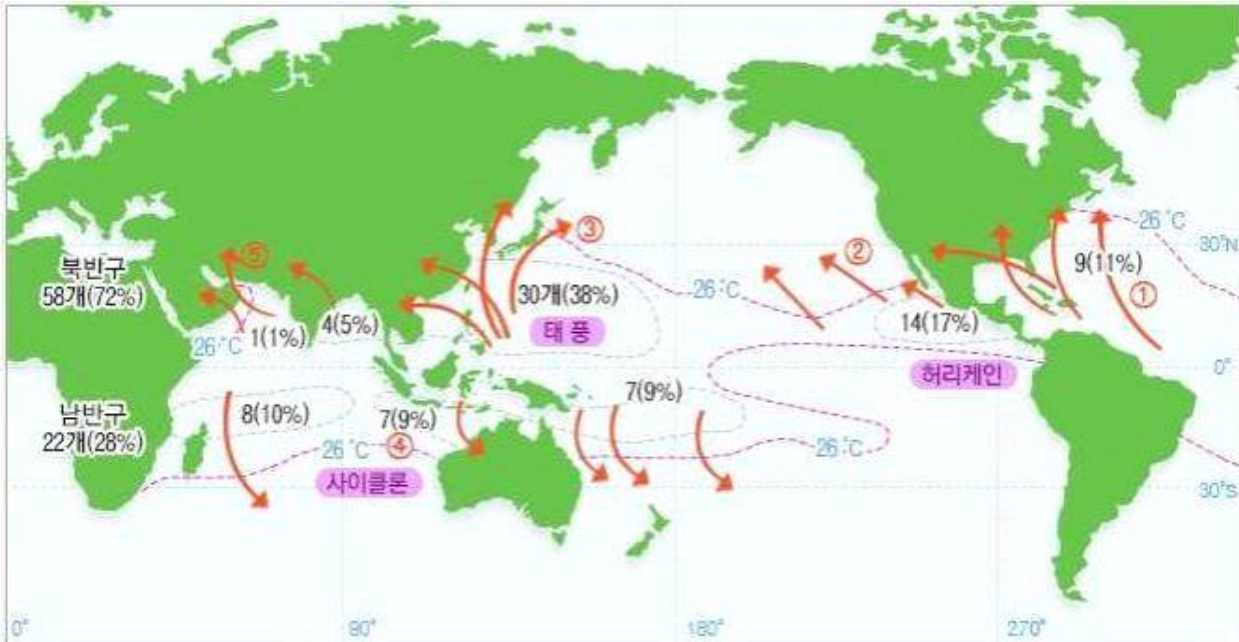 26 ℃
③
②
30°N
북반구
58개(72%)
⑤
9(11%)
①
26 ℃
30개(38%)
4(5%)
1(1%)
26 ℃
태 풍
14(17%)
허리케인
0°
남반구
22개(28%)
8(10%)
7(9%)
7(9%)
④
26 ℃
26 ℃
사이클론
30°S
0°
90°
180°
270°